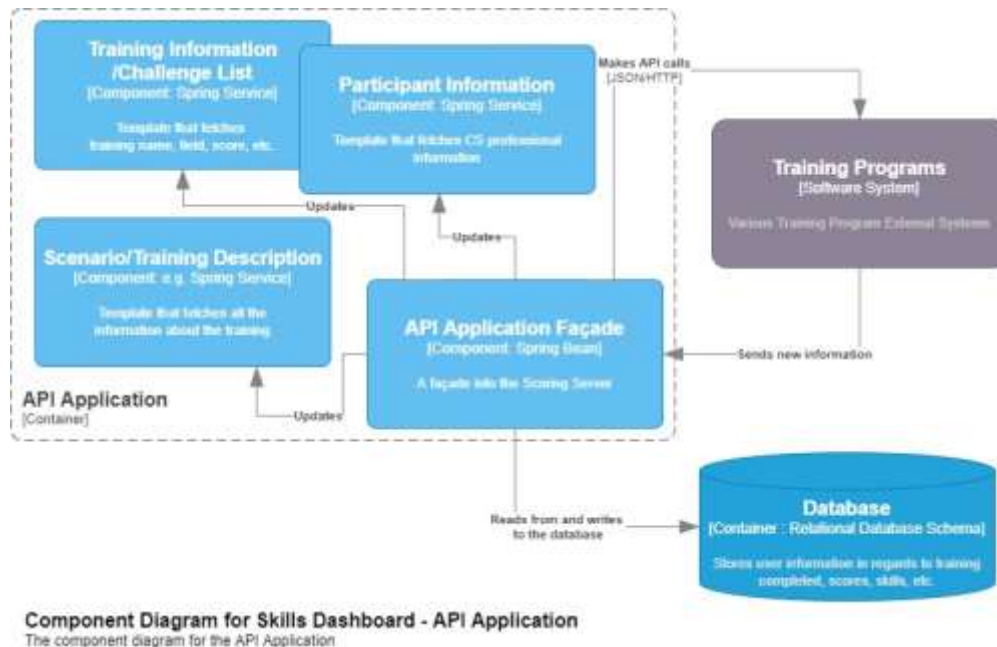 Training Information
/Challenge List
[Component: Spring Service]
Template that fetches
training name, field, score, etc.
Participant Information
[Component: Spring Service]
Template that fetches CS professional
information
Makes API calls
[JSON/HTTP]
Training Programs
[Software System]
Various Training Program External Systems
Updates
Updates
Scenario/Training Description
[Component: e.g. Spring Service]
Template that fetches all the
information about the training
API Application Façade
[Component: Spring Bean]
A façade into the Scoring Server
Sends new information
API Application
[Container]
Updates
Reads from and writes
to the database
Database
[Container : Relational Database Schema]
Stores user information in regards to training
completed, scores, skills, etc.
Component Diagram for Skills Dashboard - API Application
The component diagram for the API Application